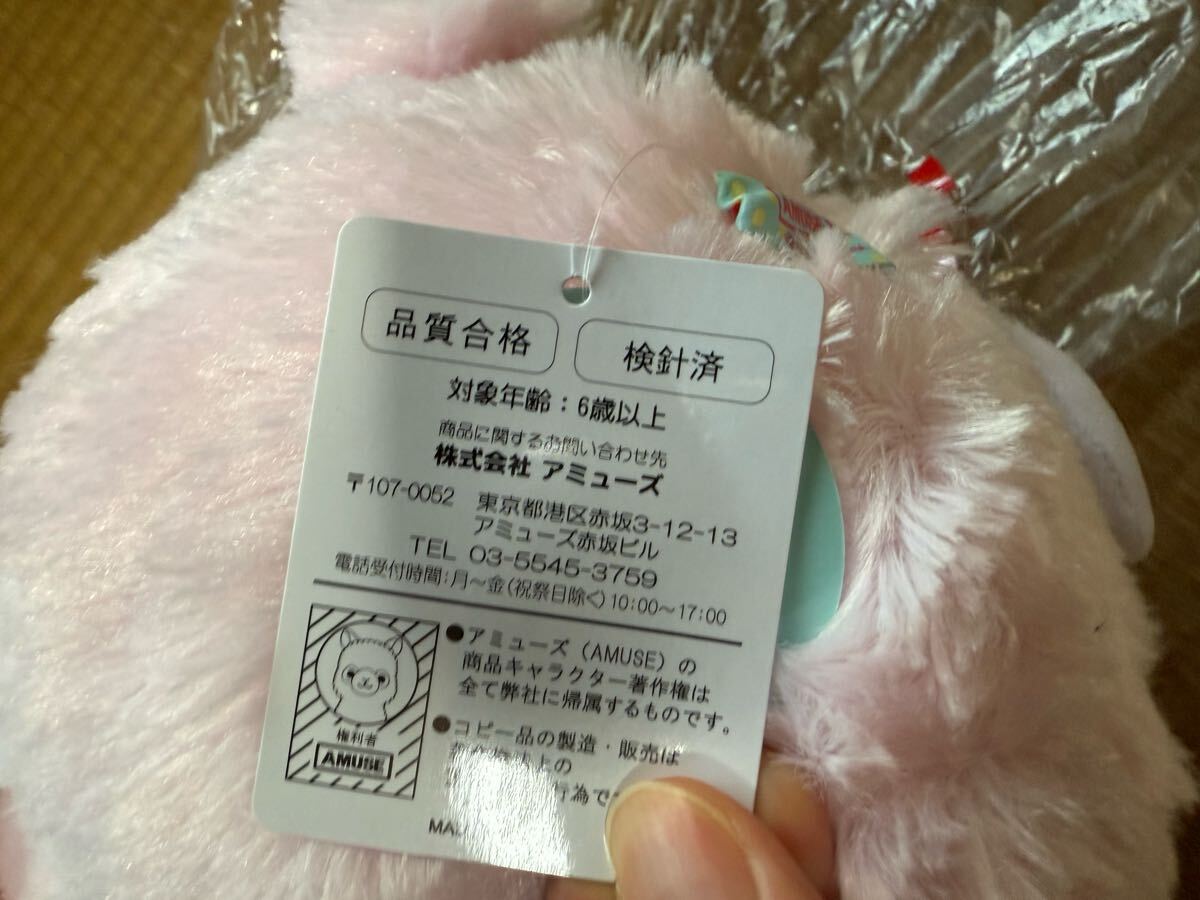 品質合格
検針済
対象年齢：6歳以上
商品に関するお問い合わせ先
株式会社 アミューズ
〒107-0052 東京都港区赤坂3-12-13
アミューズ赤坂ビル
TEL 03-5545-3759
電話受付時間：月～金(祝祭日除く)10:00～17:00
●アミューズ（AMUSE）の
商品キャラクター著作権は
全て弊社に帰属するものです。
●コピー品の製造・販売は
上の
行為で
権利者
AMUSE